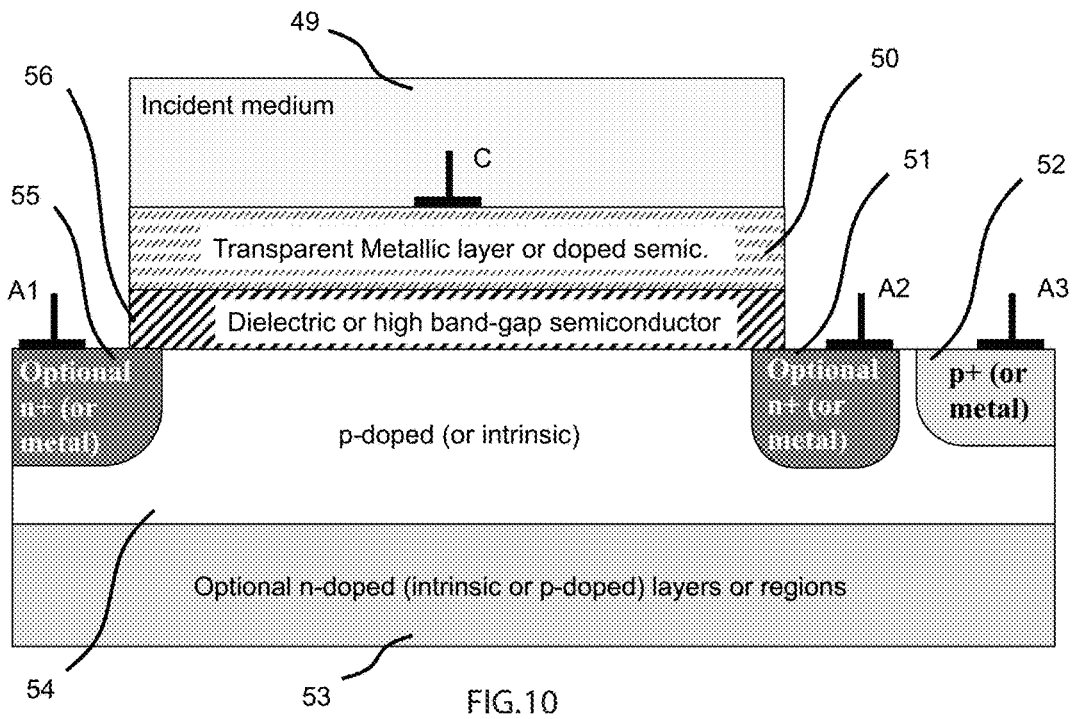 49
56
50
Incident medium
C
51
52
55
Transparent Metallic layer or doped semic.
A1
A2
A3
Dielectric or high band-gap semiconductor
Optional
n+ (or
metal)
p-doped (or intrinsic)
Optional
n+ (or
metal)
p+ (or
metal)
Optional n-doped (intrinsic or p-doped) layers or regions
54
53
FIG.10